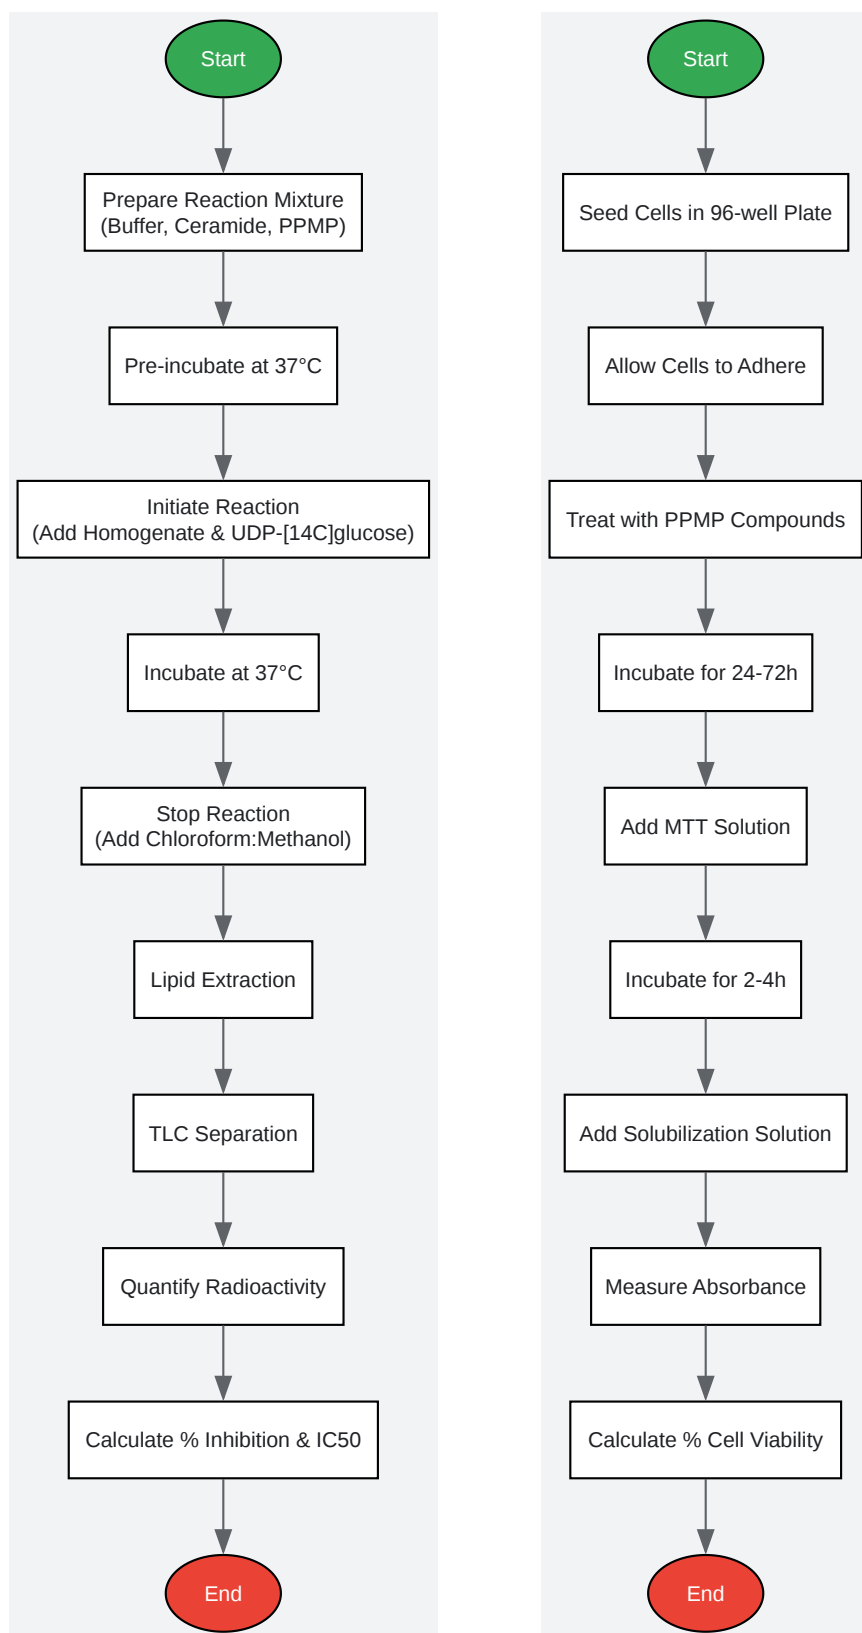 Start
Prepare Reaction Mixture
(Buffer, Ceramide, PPMP)
Pre-incubate at 37°C
Initiate Reaction
(Add Homogenate & UDP-[14C]glucose)
Incubate at 37°C
Stop Reaction
(Add Chloroform:Methanol)
Lipid Extraction
TLC Separation
Quantify Radioactivity
Calculate % Inhibition & IC50
End
Start
Seed Cells in 96-well Plate
Allow Cells to Adhere
Treat with PPMP Compounds
Incubate for 24-72h
Add MTT Solution
Incubate for 2-4h
Add Solubilization Solution
Measure Absorbance
Calculate % Cell Viability
End